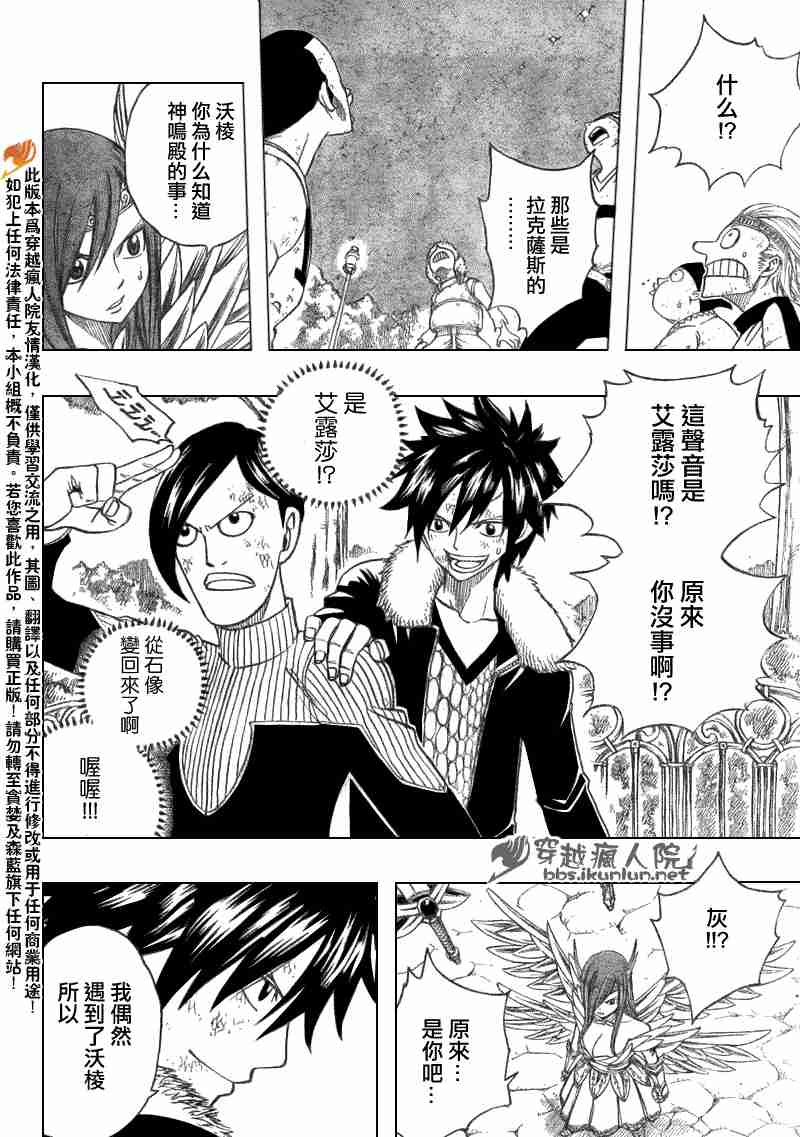 什么!?
那些是
拉克薩斯的
………
沃棱
你為什么知道
神鳴殿的事…
這聲音是
艾露莎嗎!?
原來
你沒事啊!?
是
艾露莎!?
從石像
變回來了啊
喔喔!!!
灰!!?
原來…
是你吧…
我偶然
遇到了沃棱
所以
穿越瘋人院
bbs.ikunlun.net
此版本爲穿越瘋人院友情漢化，僅供學習交流之用，其圖、翻譯以及任何部分不得進行修改或用于任何商業用途！
如犯上任何法律責任，本小組概不負責。若您喜歡此作品，請購買正版！請勿轉至貪婪及森藍旗下任何網站！